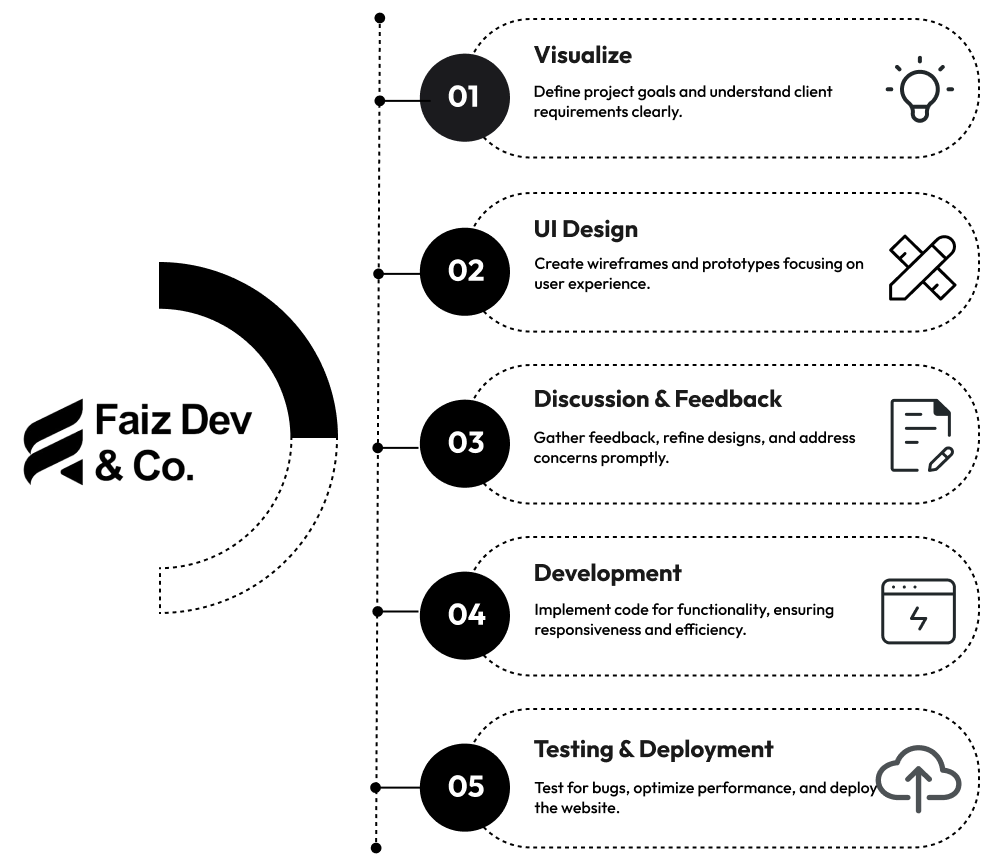 Faiz Dev
& Co.
01
Visualize
Define project goals and understand client
requirements clearly.
02
UI Design
Create wireframes and prototypes focusing on
user experience.
03
Discussion & Feedback
Gather feedback, refine designs, and address
concerns promptly.
04
Development
Implement code for functionality, ensuring
responsiveness and efficiency.
05
Testing & Deployment
Test for bugs, optimize performance, and deploy
the website.